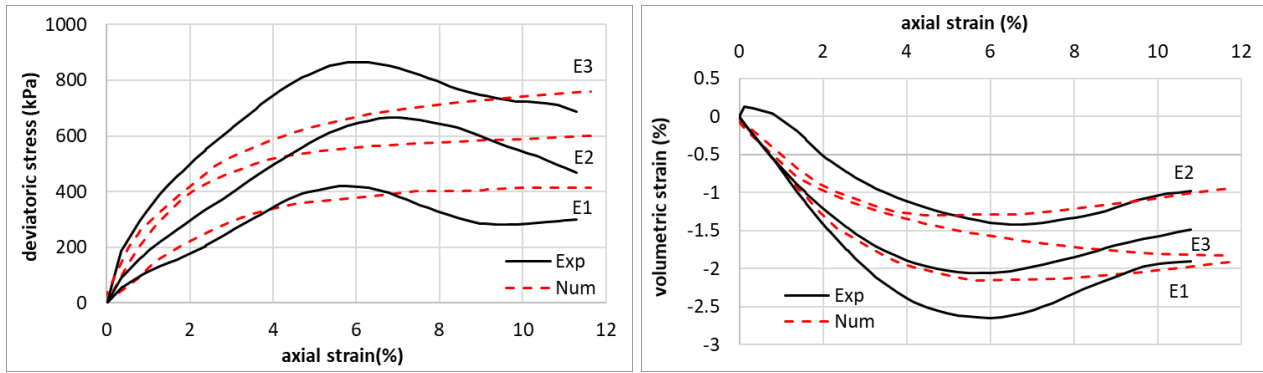 1000
800
600
400
200
0
deviatoric stress (kPa)
E3
E2
E1
Exp
Num
0 2 4 6 8 10 12
axial strain(%)
axial strain (%)
0 2 4 6 8 10 12
0.5
0
-0.5
-1
-1.5
-2
-2.5
-3
volumetric strain (%)
E2
E3
E1
Exp
Num